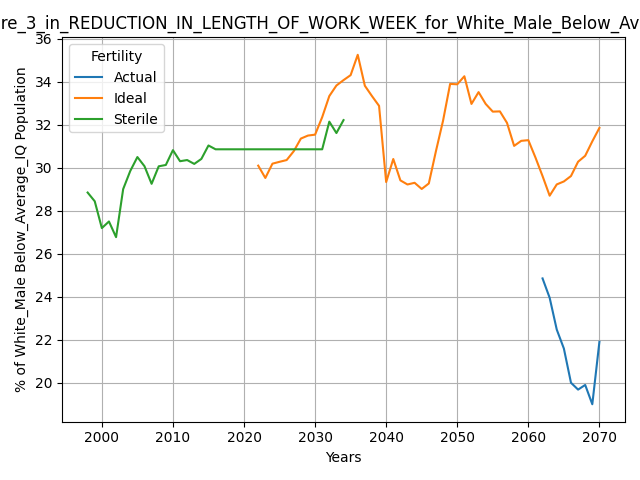 re_3_in_REDUCTION_IN_LENGTH_OF_WORK_WEEK_for_White_Male_Below_Av
36
34
32
30
28
26
24
22
20
% of White_Male Below_Average_IQ Population
Fertility
Actual
Ideal
Sterile
2000 2010 2020 2030 2040 2050 2060 2070
Years